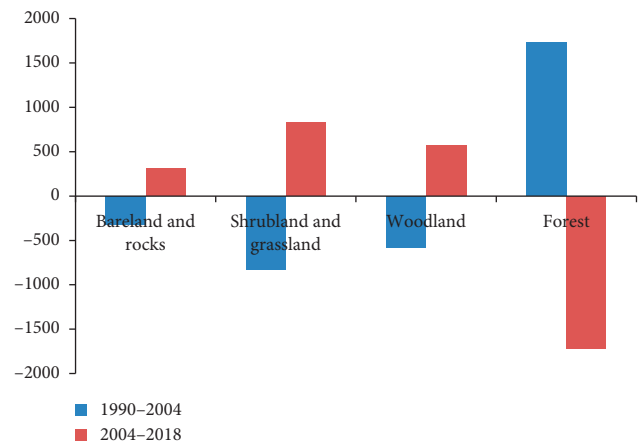 2000
1500
1000
500
0
–500
–1000
–1500
–2000
Bareland and
rocks
Shrubland and
grassland
Woodland
Forest
1990–2004
2004–2018